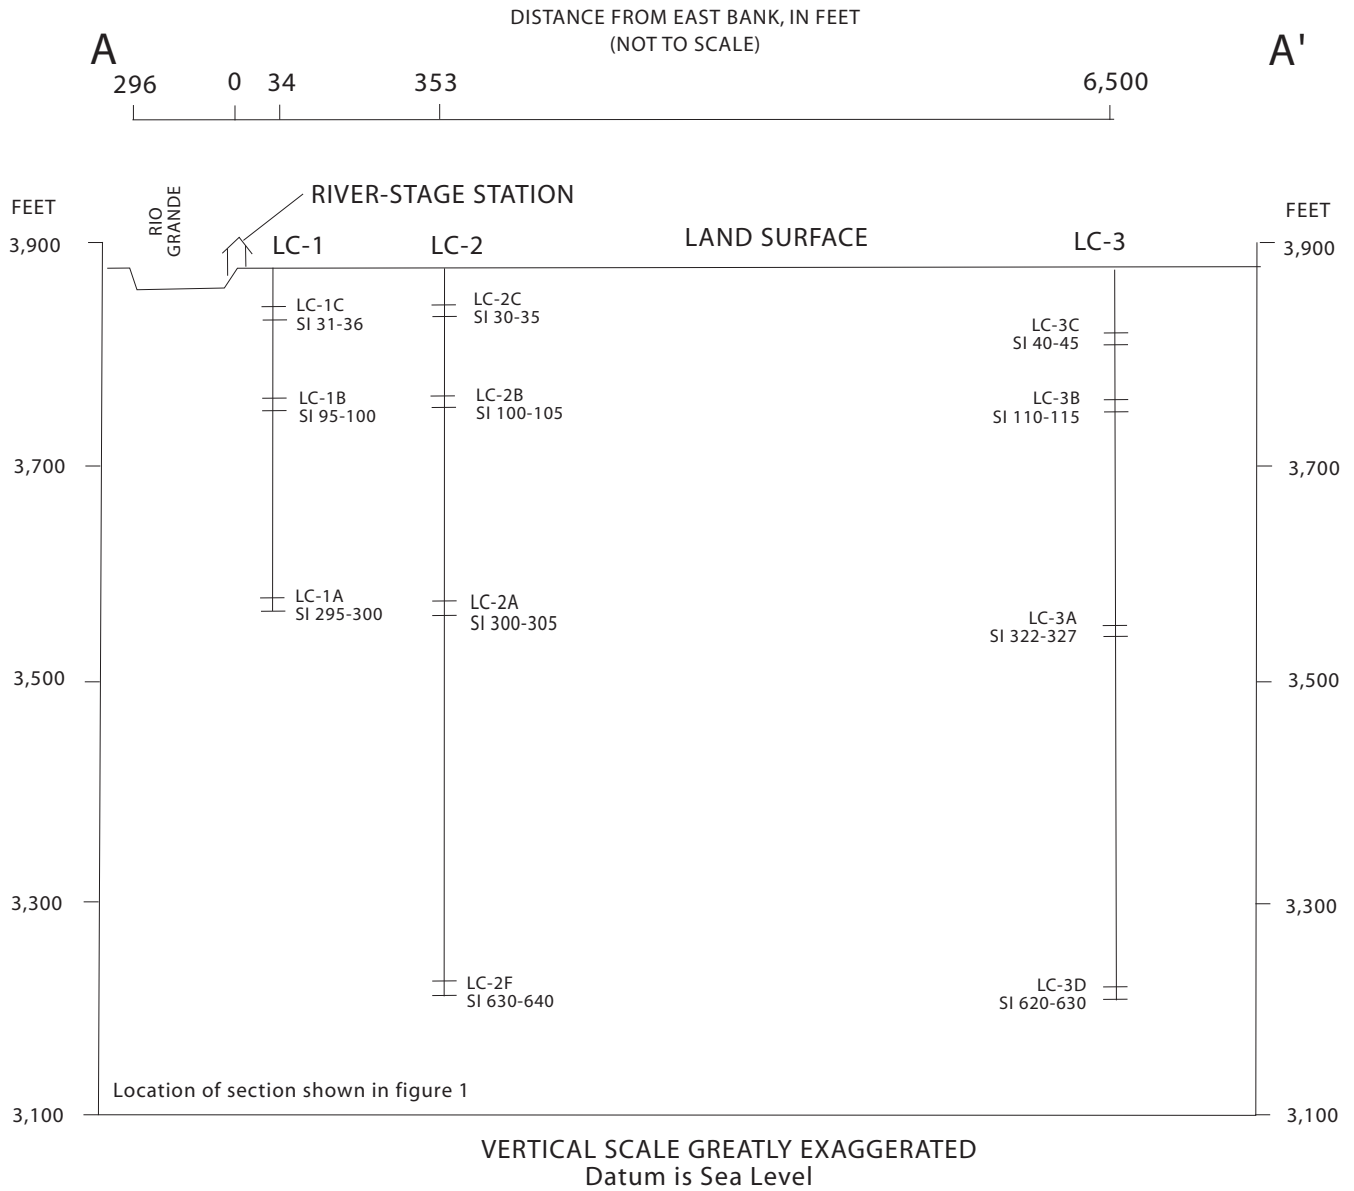 DISTANCE FROM EAST BANK, IN FEET
(NOT TO SCALE)
A
A'
296
0
34
353
6,500
RIO
GRANDE
RIVER-STAGE STATION
FEET
FEET
3,900
LC-1
LC-2
LAND SURFACE
LC-3
3,900
LC-1C
SI 31-36
LC-2C
SI 30-35
LC-3C
SI 40-45
LC-1B
SI 95-100
LC-2B
SI 100-105
LC-3B
SI 110-115
3,700
3,700
LC-1A
SI 295-300
LC-2A
SI 300-305
LC-3A
SI 322-327
3,500
3,500
3,300
3,300
LC-2F
SI 630-640
LC-3D
SI 620-630
Location of section shown in figure 1
3,100
3,100
VERTICAL SCALE GREATLY EXAGGERATED
Datum is Sea Level